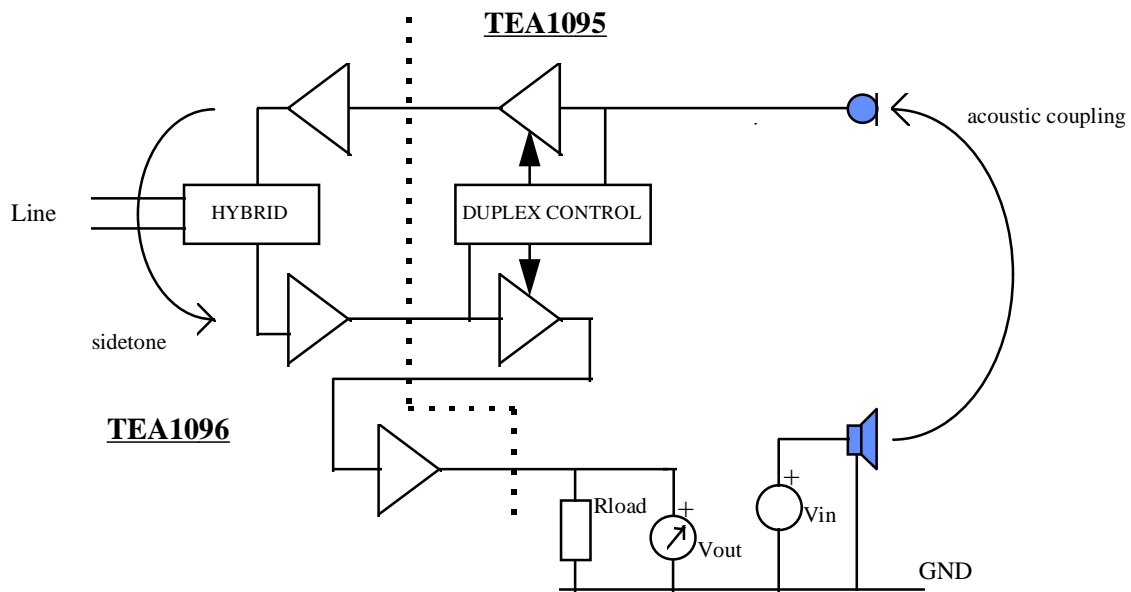 TEA1095
acoustic coupling
Line
HYBRID
DUPLEX CONTROL
sidetone
TEA1096
+
Rload
Vout
+
Vin
GND